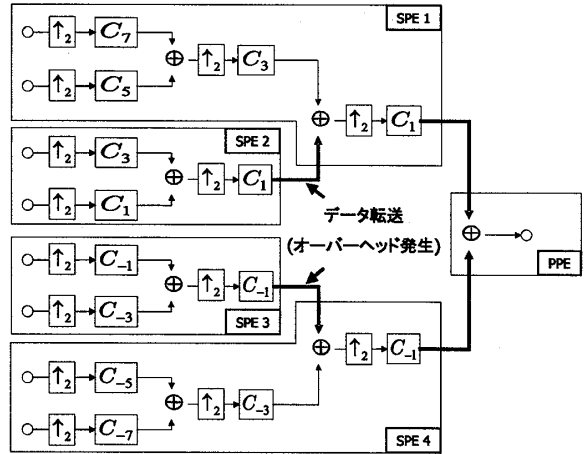 SPE 1
↑2 C7
↑2 C3
↑2 C5
⊕
⊕
↑2 C1
SPE 2
↑2 C3
↑2 C1
⊕
↑2 C1
データ転送
(オーバーヘッド発生)
⊕
PPE
↑2 C-1
↑2 C-3
⊕
↑2 C-1
SPE 3
⊕
↑2 C-1
↑2 C-5
⊕
↑2 C-3
↑2 C-7
SPE 4